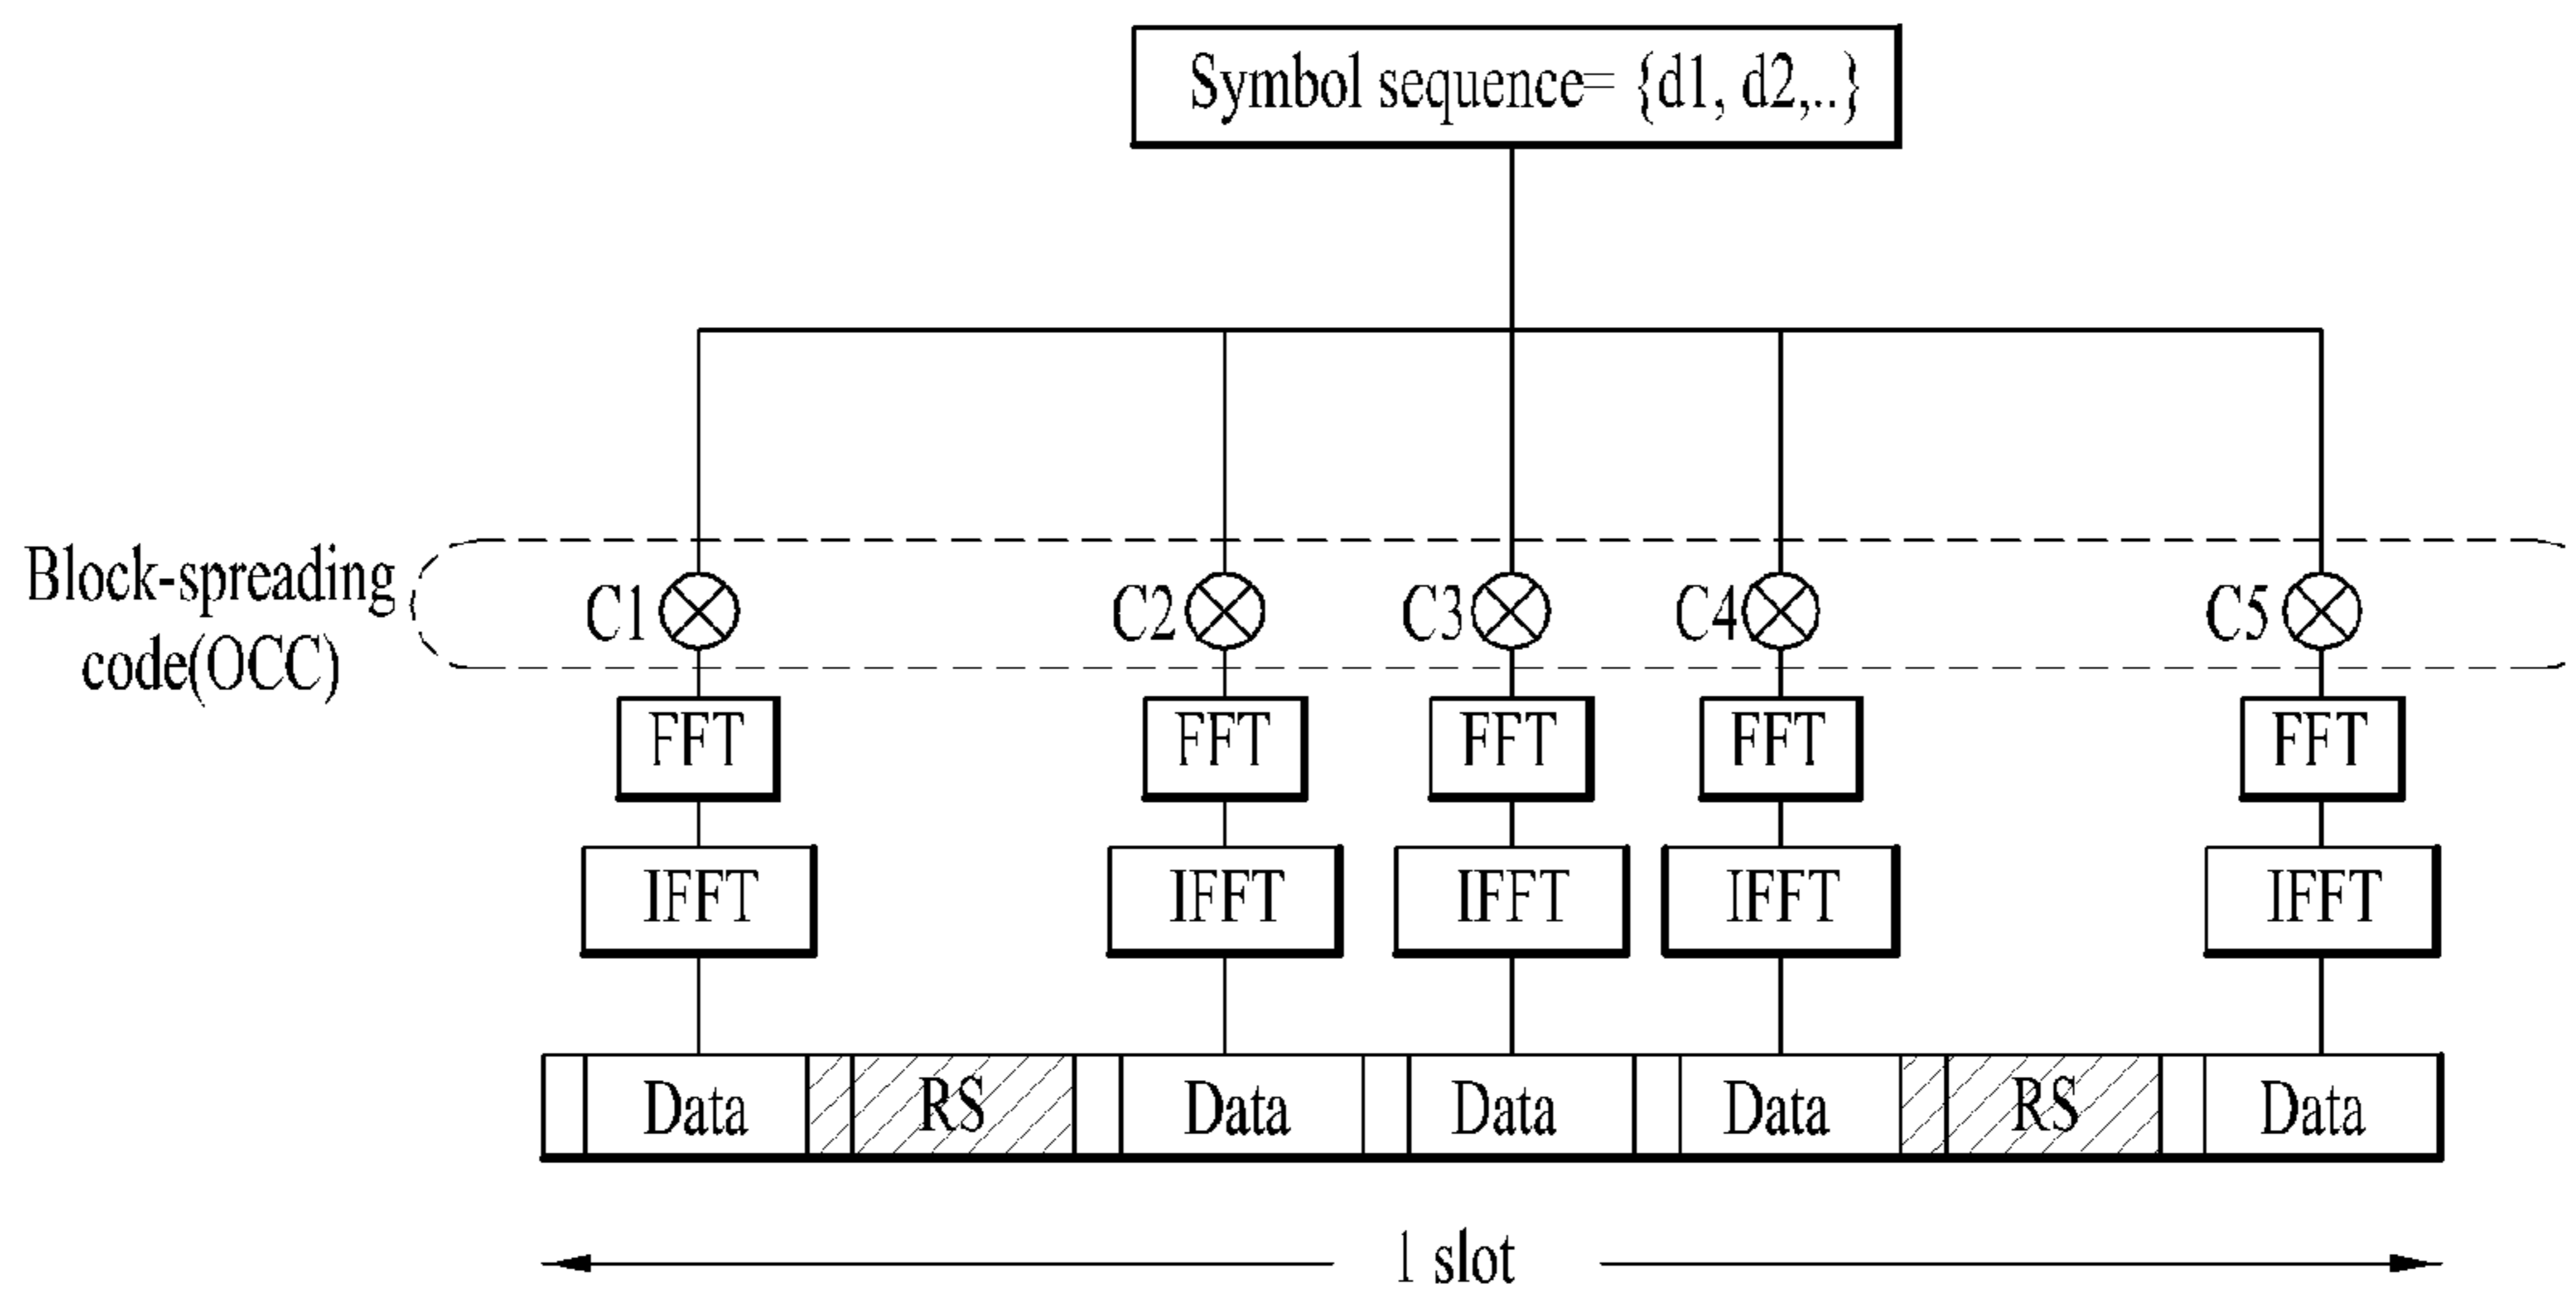 Symbol sequence= {d1, d2,..}
Block-spreading
code(OCC)
C1 C2 C3 C4 C5
FFT FFT FFT FFT FFT
IFFT IFFT IFFT IFFT IFFT
Data RS Data Data Data RS Data
1 slot